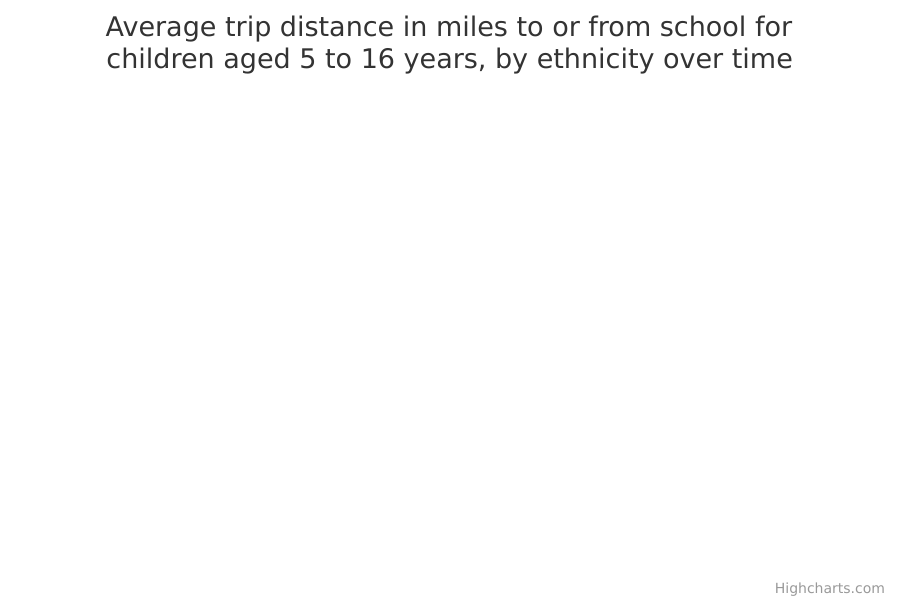 Average trip distance in miles to or from school for
children aged 5 to 16 years, by ethnicity over time
Highcharts.com